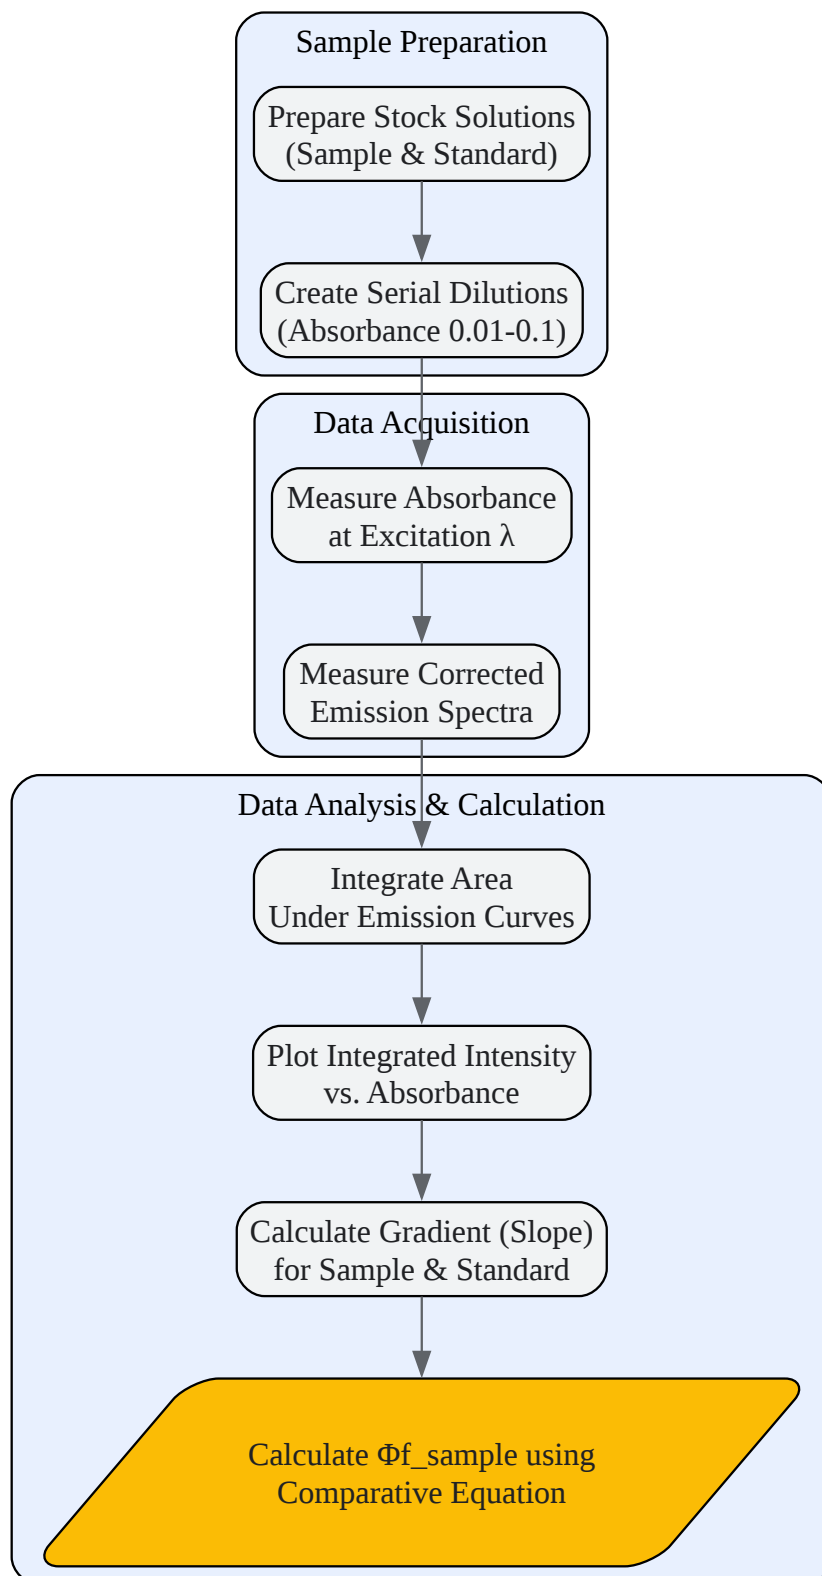 Sample Preparation
Prepare Stock Solutions
(Sample & Standard)
Create Serial Dilutions
(Absorbance 0.01-0.1)
Data Acquisition
Measure Absorbance
at Excitation λ
Measure Corrected
Emission Spectra
Data Analysis & Calculation
Integrate Area
Under Emission Curves
Plot Integrated Intensity
vs. Absorbance
Calculate Gradient (Slope)
for Sample & Standard
Calculate Φf_sample using
Comparative Equation